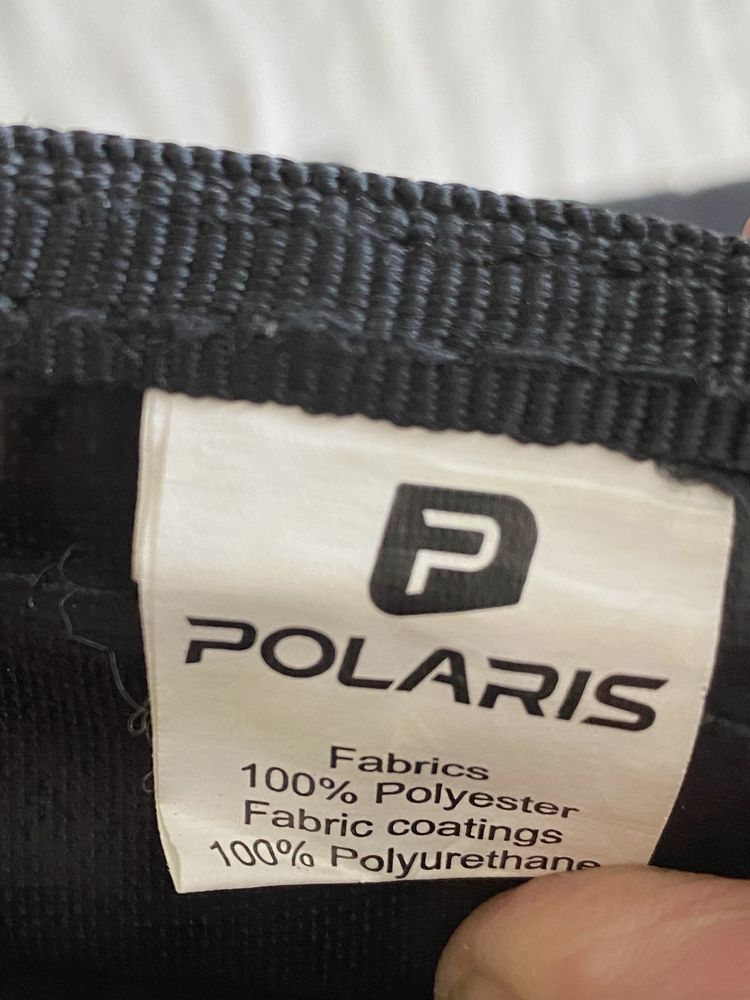 P
POLARIS
Fabrics
100% Polyester
Fabric coatings
100% Polyurethane